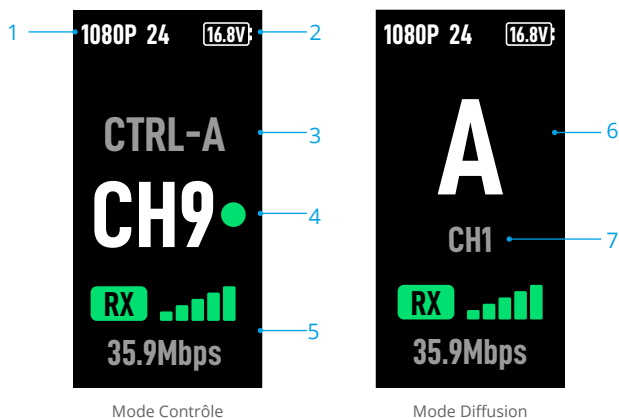 1 1080P 24 16.8V 2
CTRL-A 3
CH9 4
RX
5
35.9Mbps
Mode Contrôle
1080P 24 16.8V
A 6
CH1 7
RX
35.9Mbps
Mode Diffusion